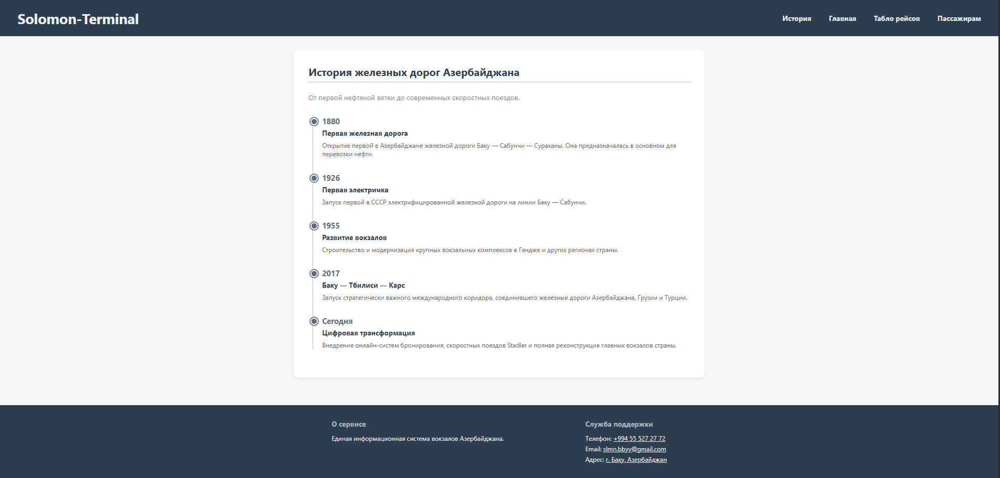 Solomon-Terminal
История Главная Табло рейсов Пассажирам
История железных дорог Азербайджана
От первой нефтяной ветки до современных скоростных поездов.
1880
Первая железная дорога
Открытие первой в Азербайджане железной дороги Баку — Сабунчи — Сураханы. Она предназначалась в основном для
перевозки нефти.
1926
Первая электричка
Запуск первой в СССР электрифицированной железной дороги на линии Баку — Сабунчи.
1955
Развитие вокзалов
Строительство и модернизация крупных вокзальных комплексов в Гяндже и других регионах страны.
2017
Баку — Тбилиси — Карс
Запуск стратегически важного международного коридора, соединившего железные дороги Азербайджана, Грузии и Турции.
Сегодня
Цифровая трансформация
Внедрение онлайн-систем бронирования, скоростных поездов Stadler и полная реконструкция главных вокзалов страны.
О сервисе
Единая информационная система вокзалов Азербайджана.
Служба поддержки
Телефон: +994 55 527 27 72
Email: slmn.bbyv@gmail.com
Адрес: г. Баку, Азербайджан